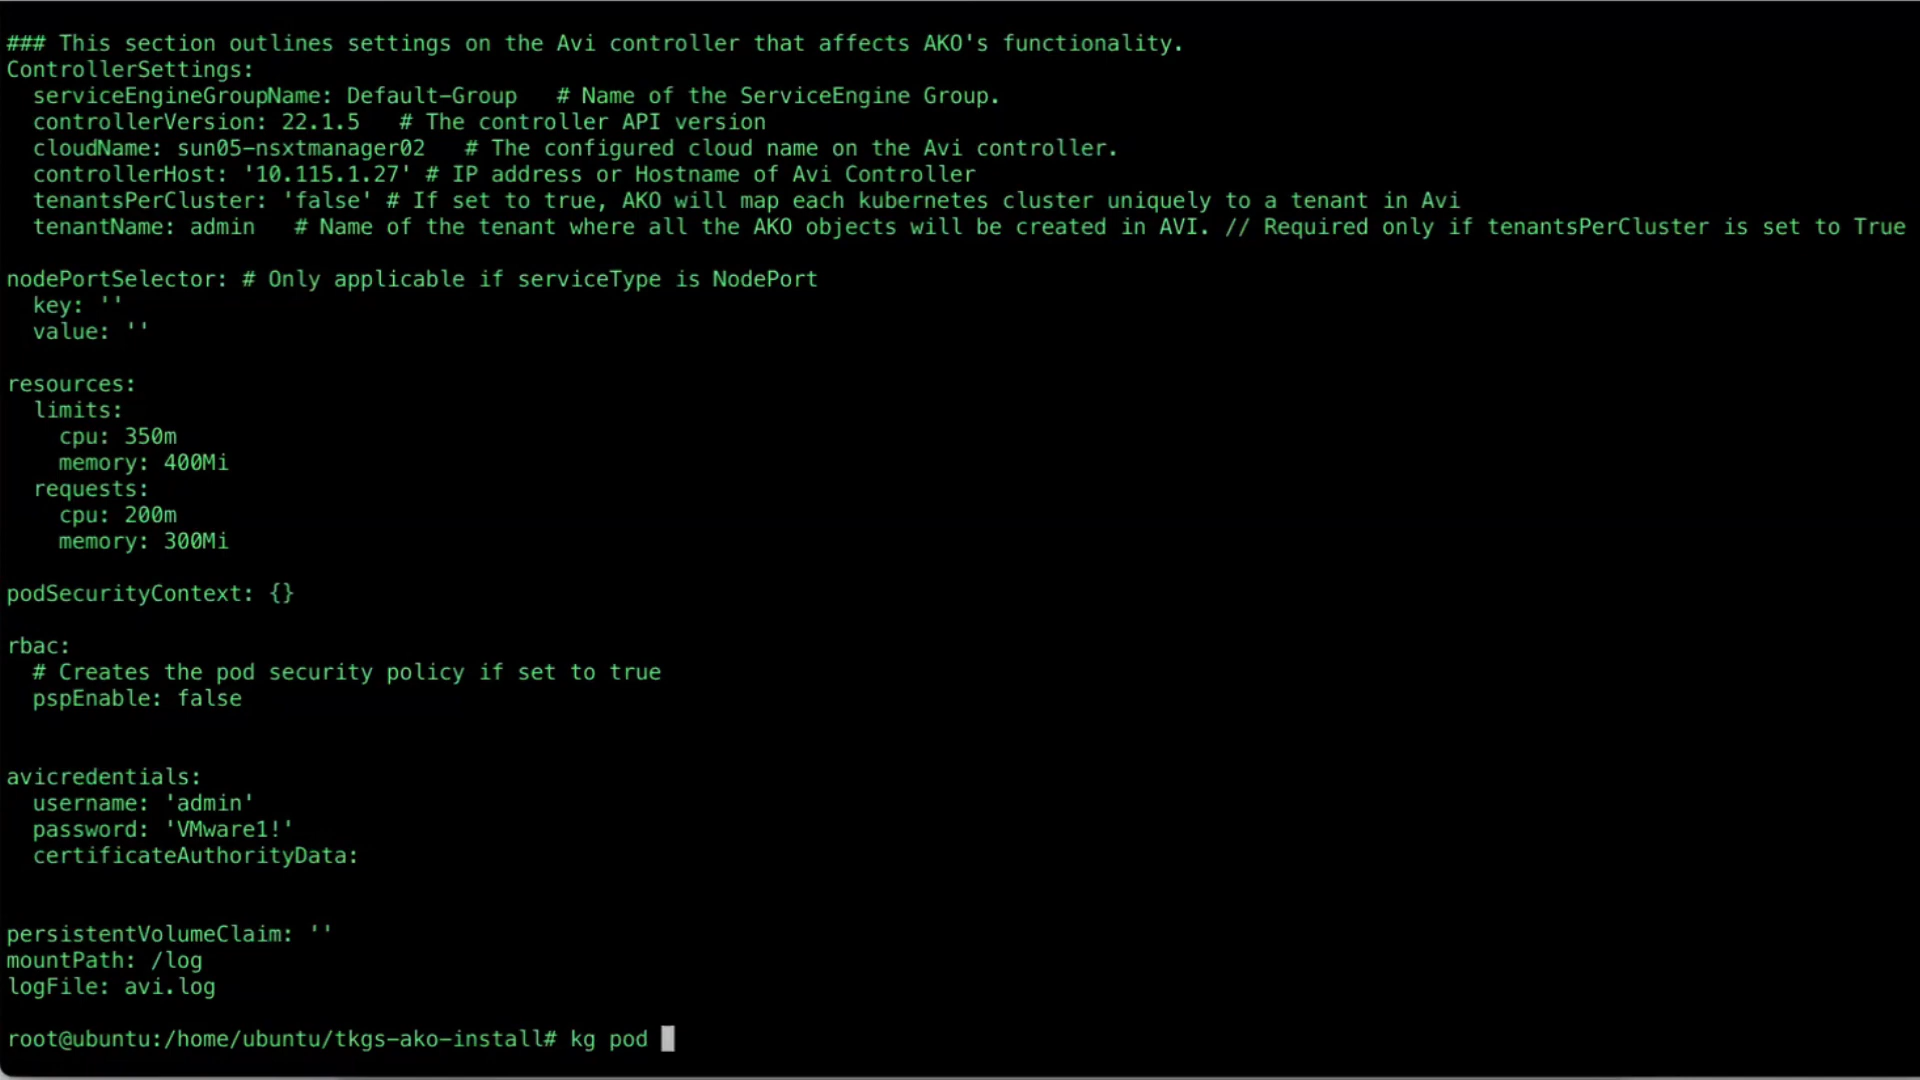 ### This section outlines settings on the Avi controller that affects AKO's functionality.
ControllerSettings:
serviceEngineGroupName: Default-Group   # Name of the ServiceEngine Group.
controllerVersion: 22.1.5   # The controller API version
cloudName: sun05-nsxtmanager02   # The configured cloud name on the Avi controller.
controllerHost: '10.115.1.27' # IP address or Hostname of Avi Controller
tenantsPerCluster: 'false' # If set to true, AKO will map each kubernetes cluster uniquely to a tenant in Avi
tenantName: admin   # Name of the tenant where all the AKO objects will be created in AVI. // Required only if tenantsPerCluster is set to True
nodePortSelector: # Only applicable if serviceType is NodePort
key: ''
value: ''
resources:
limits:
cpu: 350m
memory: 400Mi
requests:
cpu: 200m
memory: 300Mi
podSecurityContext: {}
rbac:
# Creates the pod security policy if set to true
pspEnable: false
avicredentials:
username: 'admin'
password: 'VMware1!'
certificateAuthorityData:
persistentVolumeClaim: ''
mountPath: /log
logFile: avi.log
root@ubuntu:/home/ubuntu/tkgs-ako-install# kg pod